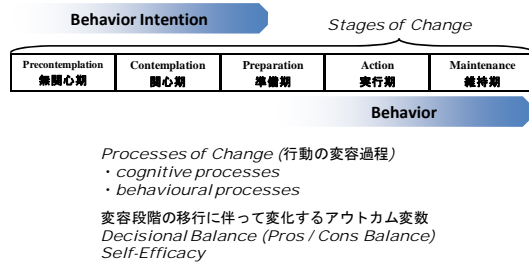 Behavior Intention
Stages of Change
Precontemplation Contemplation Preparation Action Maintenance
無関心期 関心期 準備期 実行期 維持期
Behavior
Processes of Change (行動の変容過程)
・cognitive processes
・behavioural processes
変容段階の移行に伴って変化するアウトカム変数
Decisional Balance (Pros / Cons Balance)
Self-Efficacy